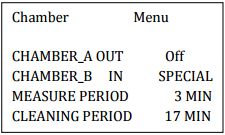 Chamber Menu
CHAMBER_A OUT Off
CHAMBER_B IN SPECIAL
MEASURE PERIOD 3 MIN
CLEANING PERIOD 17 MIN